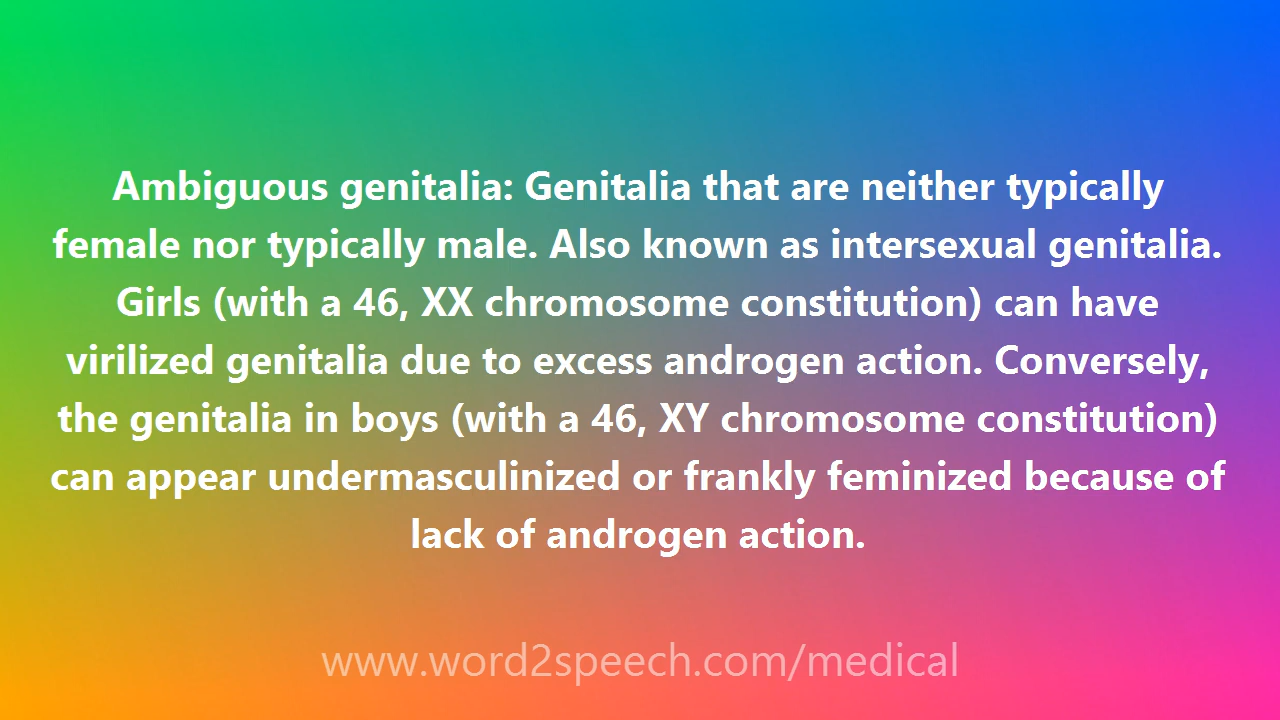 Ambiguous genitalia: Genitalia that are neither typically
female nor typically male. Also known as intersexual genitalia.
Girls (with a 46, XX chromosome constitution) can have
virilized genitalia due to excess androgen action. Conversely,
the genitalia in boys (with a 46, XY chromosome constitution)
can appear undermasculinized or frankly feminized because of
lack of androgen action.
www.word2speech.com/medical